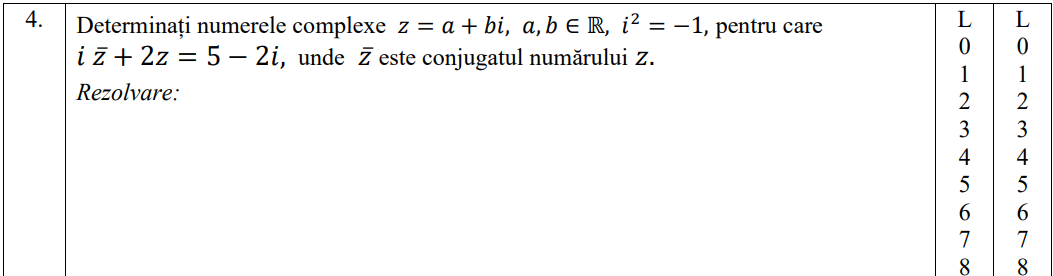 4.
Determinați numerele complexe z = a + bi, a, b ∈ ℝ, i² = −1, pentru care
i z̄ + 2z = 5 − 2i, unde z̄ este conjugatul numărului z.
Rezolvare:
L L
0 0
1 1
2 2
3 3
4 4
5 5
6 6
7 7
8 8